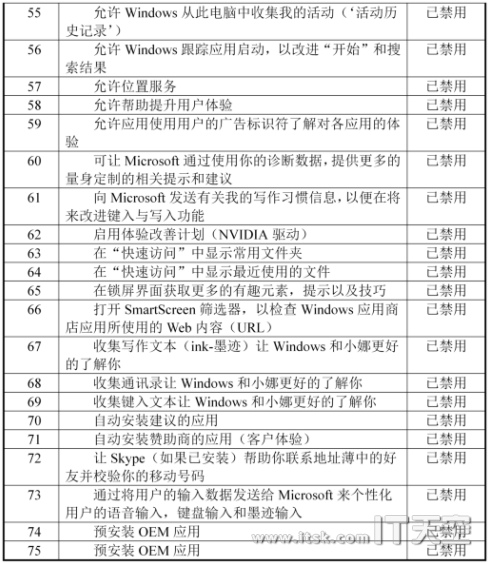 55 允许 Windows 从此电脑中收集我的活动（‘活动历 已禁用
史记录’）
56 允许 Windows 跟踪应用启动，以改进“开始”和搜 已禁用
索结果
57 允许位置服务 已禁用
58 允许帮助提升用户体验 已禁用
59 允许应用使用用户的广告标识符了解对各应用的体 已禁用
验
60 可让 Microsoft 通过使用你的诊断数据，提供更多的 已禁用
量身定制的相关提示和建议
61 向 Microsoft 发送有关我的写作习惯信息，以便在将 已禁用
来改进键入与写入功能
62 启用体验改善计划（NVIDIA 驱动） 已禁用
63 在“快速访问”中显示常用文件夹 已禁用
64 在“快速访问”中显示最近使用的文件 已禁用
65 在锁屏界面获取更多的有趣元素，提示以及技巧 已禁用
66 打开 SmartScreen 筛选器，以检查 Windows 应用商 已禁用
店应用所使用的 Web 内容（URL）
67 收集写作文本（ink-墨迹）让 Windows 和小娜更好 已禁用
的了解你
68 收集通讯录让 Windows 和小娜更好的了解你 已禁用
69 收集键入文本让 Windows 和小娜更好的了解你 已禁用
70 自动安装建议的应用 已禁用
71 自动安装赞助商的应用（客户体验） 已禁用
72 让 Skype（如果已安装）帮助你联系地址薄中的好 已禁用
友并校验你的移动号码
73 通过将用户的输入数据发送给 Microsoft 来个性化 已禁用
用户的语音输入，键盘输入和墨迹输入
74 预安装 OEM 应用 已禁用
75 预安装 OEM 应用 已禁用
www.itsk.com IT天空